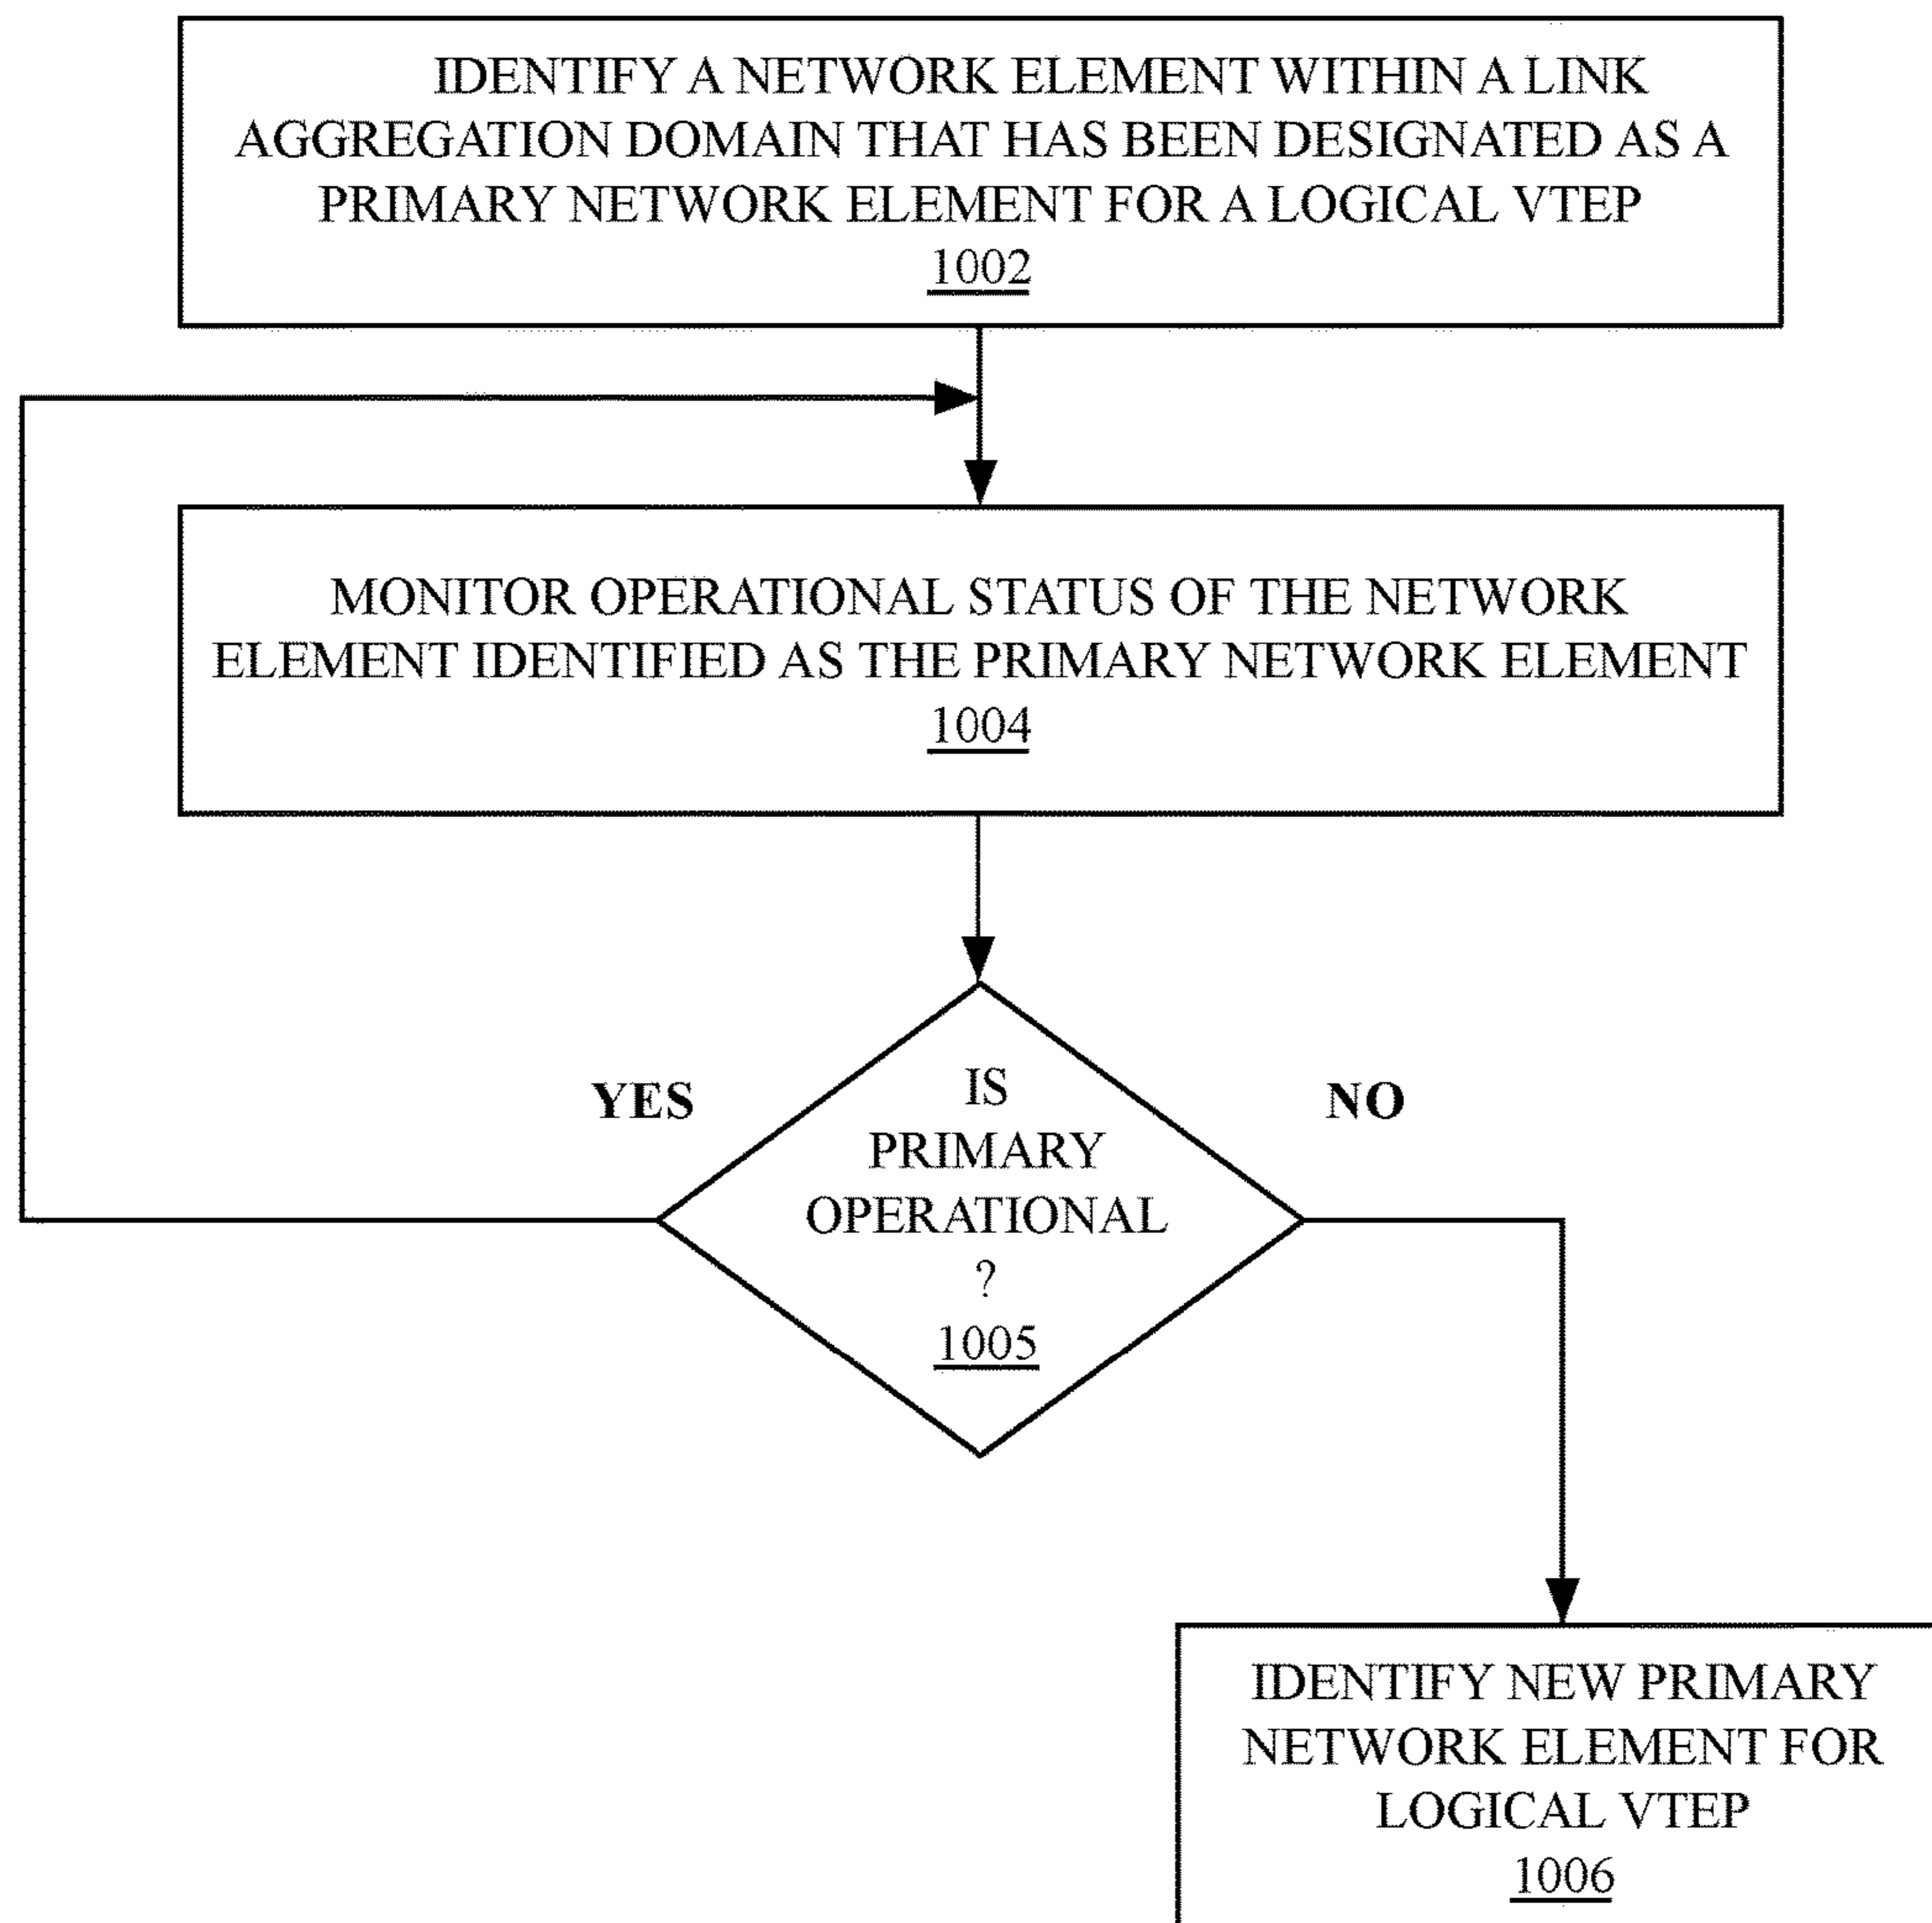 IDENTIFY A NETWORK ELEMENT WITHIN A LINK
AGGREGATION DOMAIN THAT HAS BEEN DESIGNATED AS A
PRIMARY NETWORK ELEMENT FOR A LOGICAL VTEP
1002
MONITOR OPERATIONAL STATUS OF THE NETWORK
ELEMENT IDENTIFIED AS THE PRIMARY NETWORK ELEMENT
1004
YES
IS
PRIMARY
OPERATIONAL
?
1005
NO
IDENTIFY NEW PRIMARY
NETWORK ELEMENT FOR
LOGICAL VTEP
1006